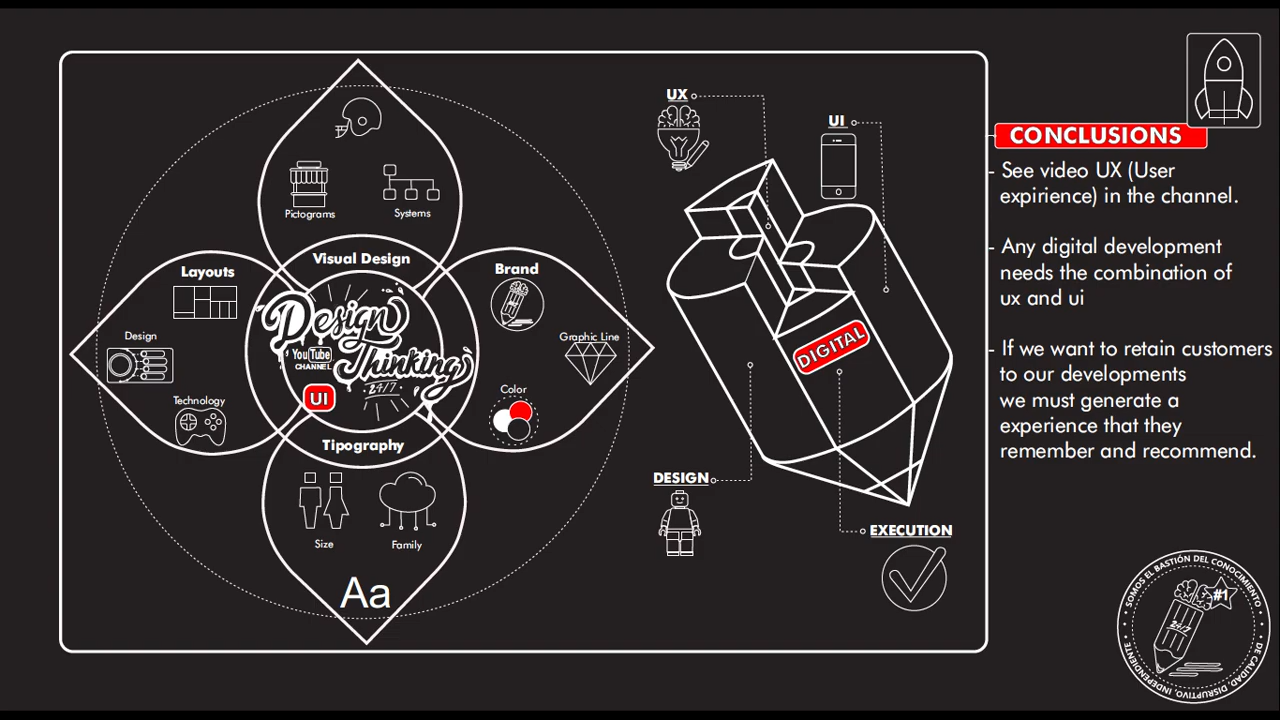 Pictograms
Systems
Visual Design
Layouts
Design
Technology
Brand
Graphic Line
Color
Design
Thinking
YouTube
CHANNEL
24/7
UI
Tipography
Size
Family
Aa
UX
UI
DIGITAL
DESIGN
EXECUTION
CONCLUSIONS
- See video UX (User
expirience) in the channel.
- Any digital development
needs the combination of
ux and ui
- If we want to retain customers
to our developments
we must generate a
experience that they
remember and recommend.
• SOMOS EL BASTIÓN DEL CONOCIMIENTO •
• DE CALIDAD, DISRUPTIVO, INDEPENDIENTE •
#1
24/7